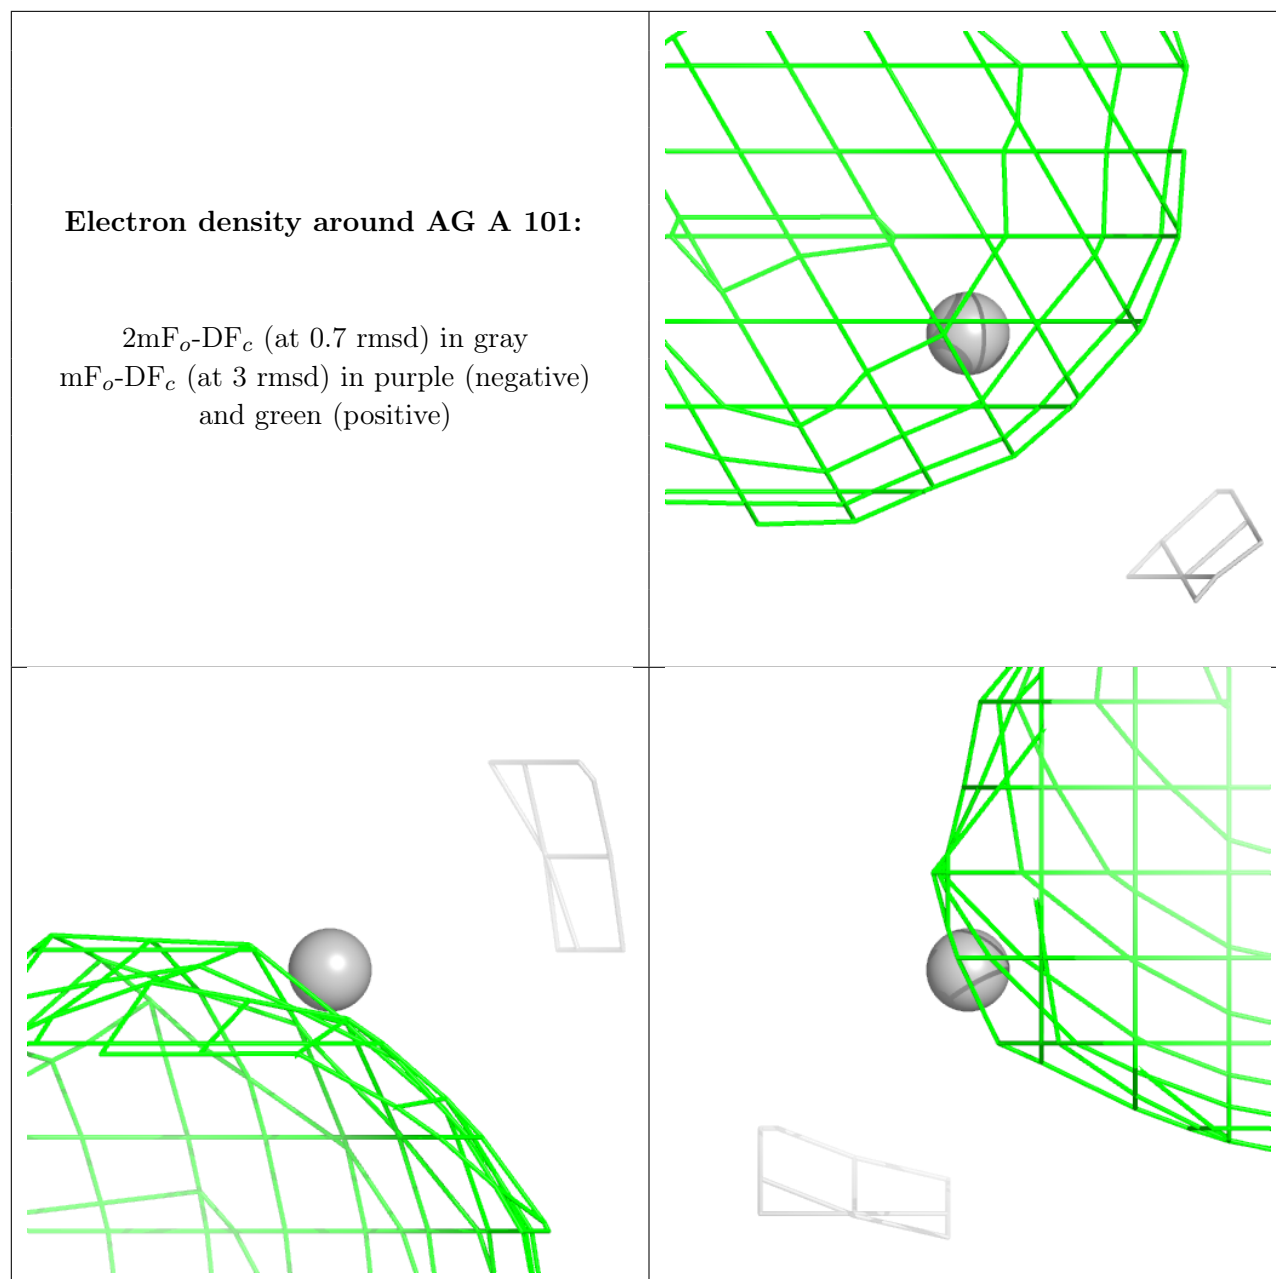 Electron density around AG A 101:
2mFo-DFc (at 0.7 rmsd) in gray
mFo-DFc (at 3 rmsd) in purple (negative)
and green (positive)